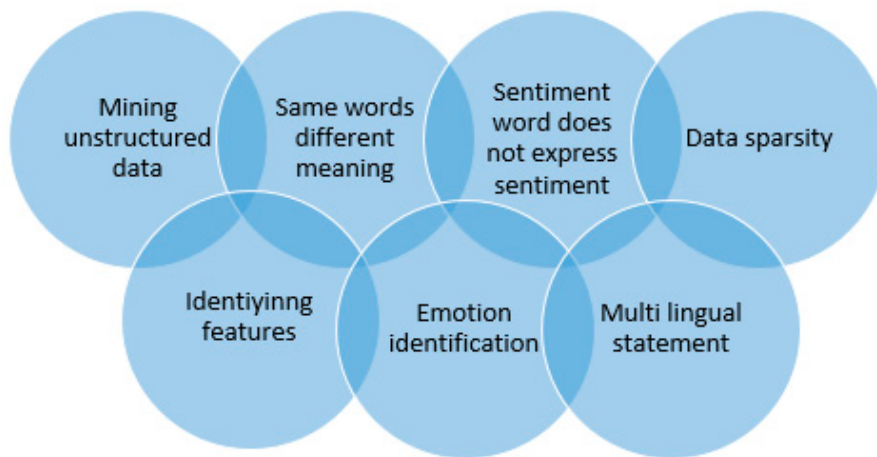 Mining
unstructured
data
Same words
different
meaning
Sentiment
word does
not express
sentiment
Data sparsity
Identiyinng
features
Emotion
identification
Multi lingual
statement